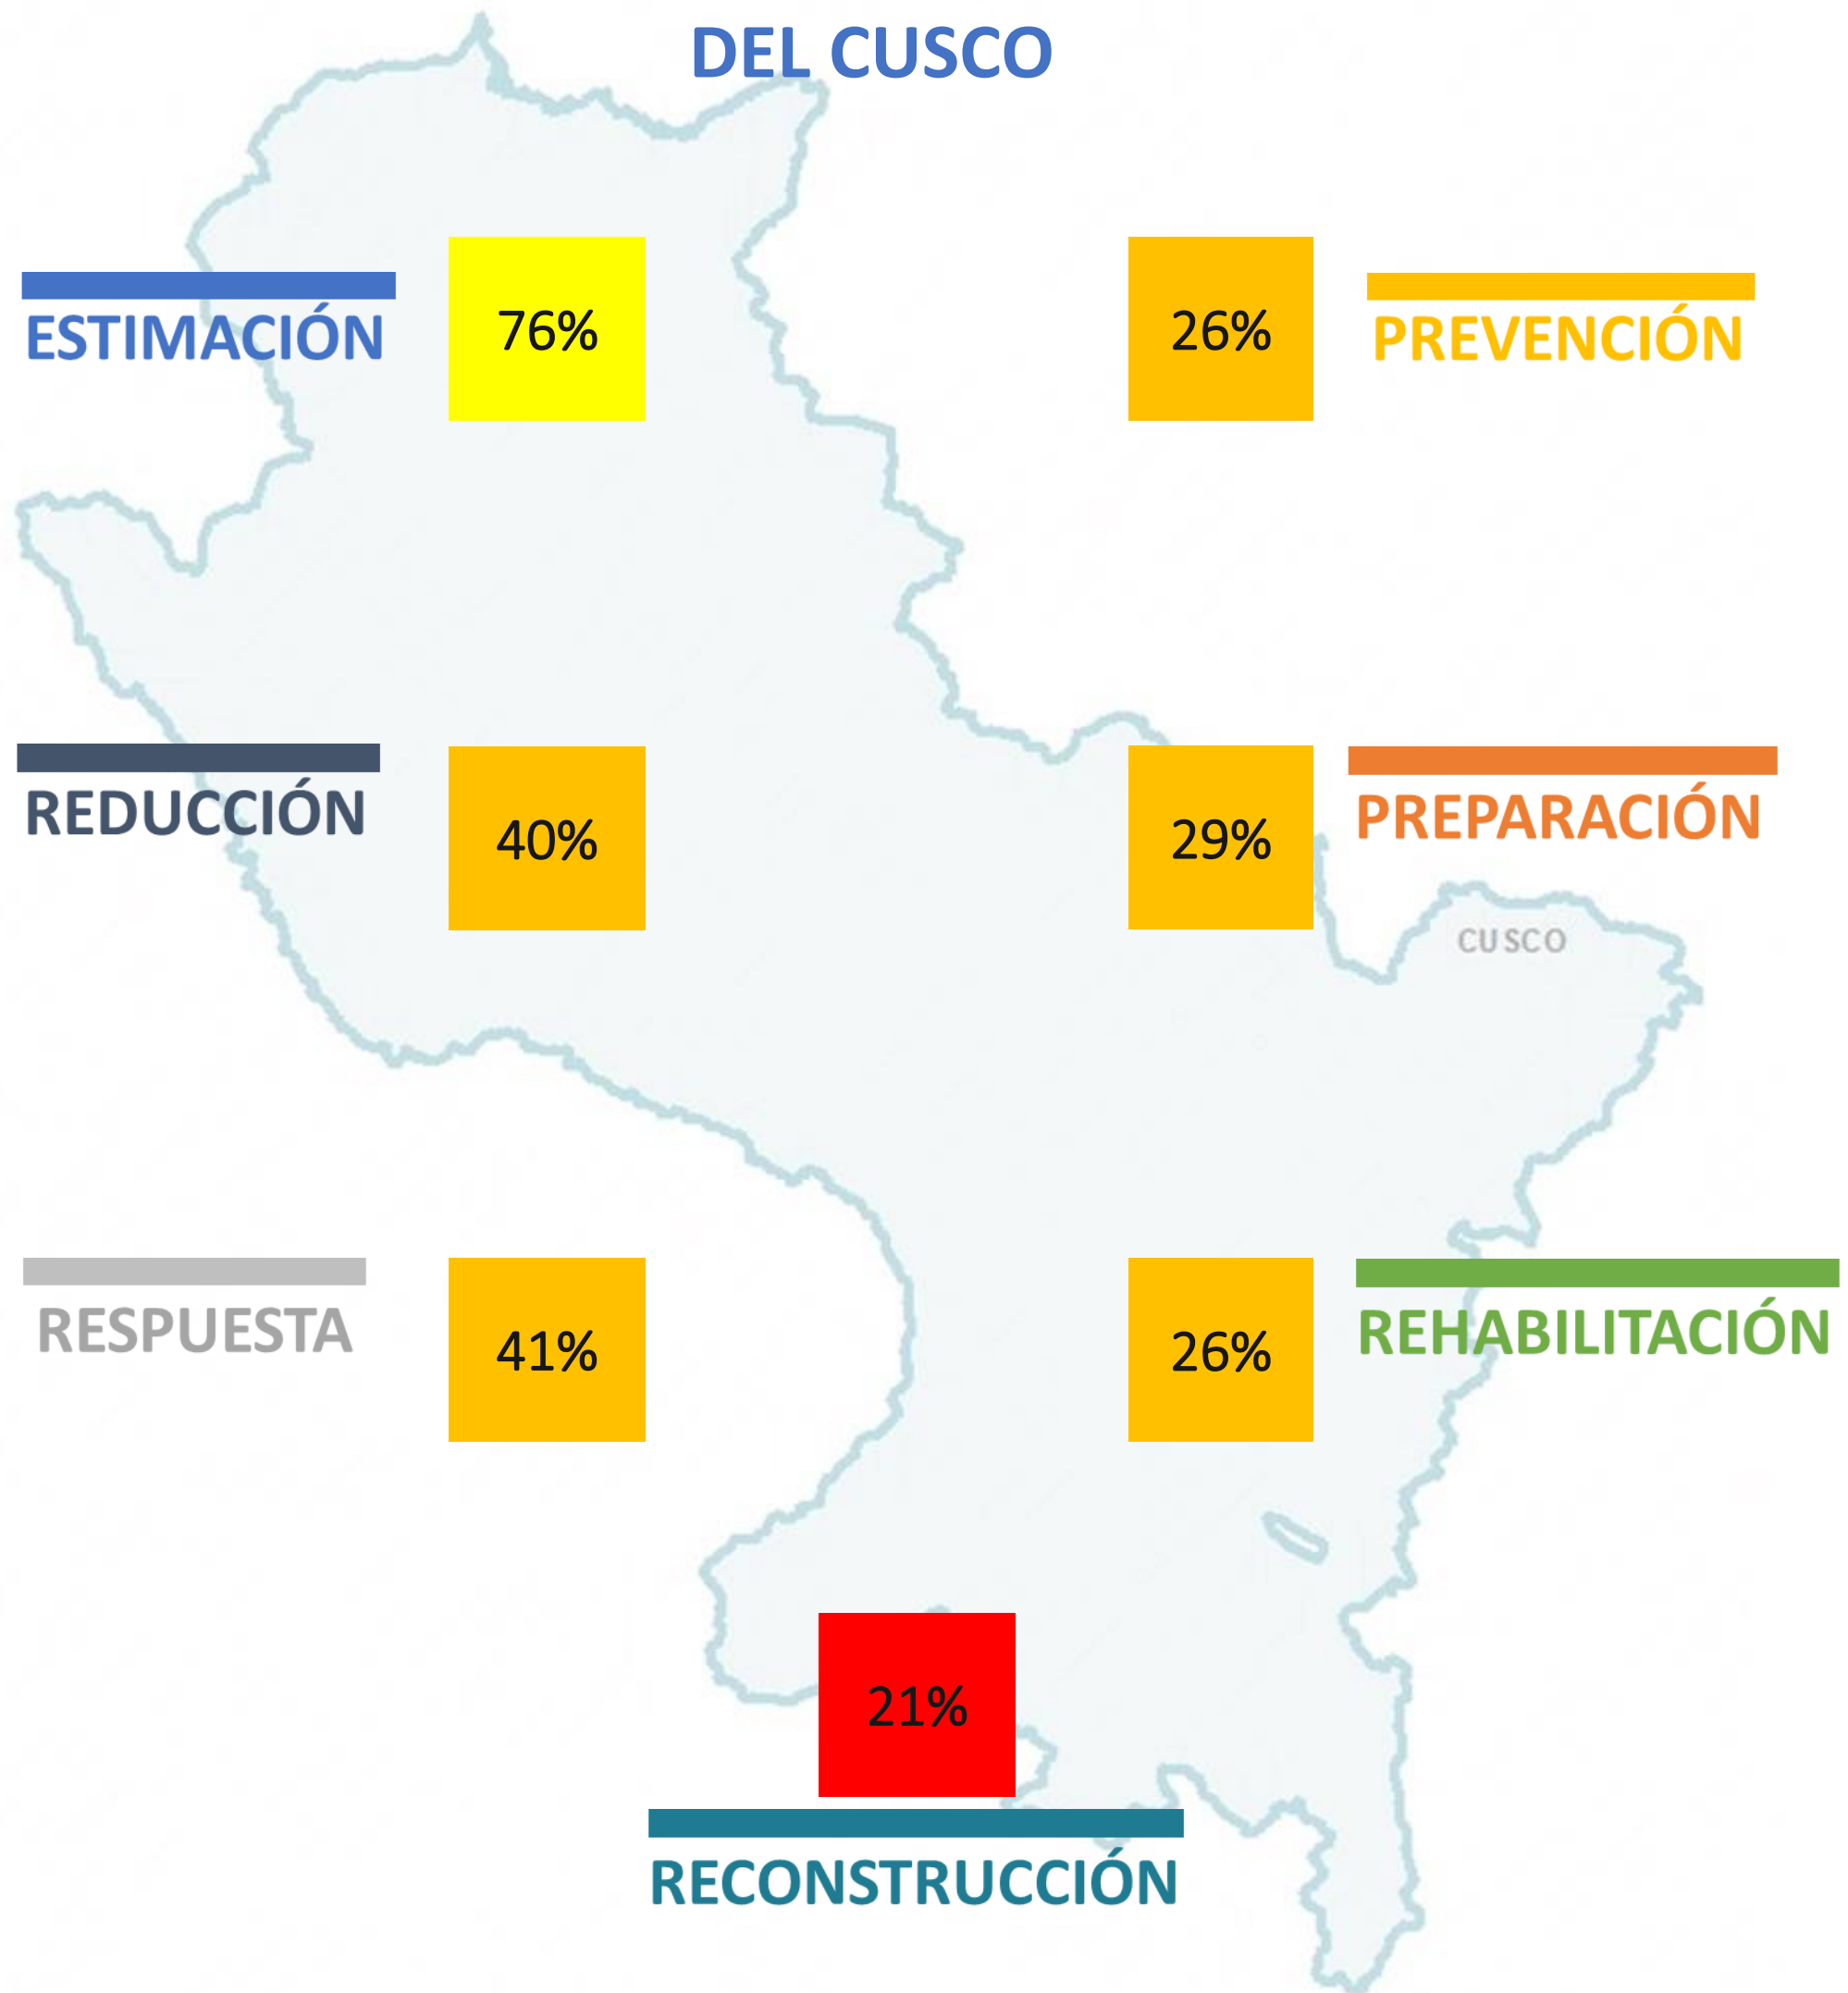 DEL CUSCO
ESTIMACIÓN
76%
26%
PREVENCIÓN
REDUCCIÓN
40%
29%
PREPARACIÓN
CUSCO
RESPUESTA
41%
26%
REHABILITACIÓN
21%
RECONSTRUCCIÓN